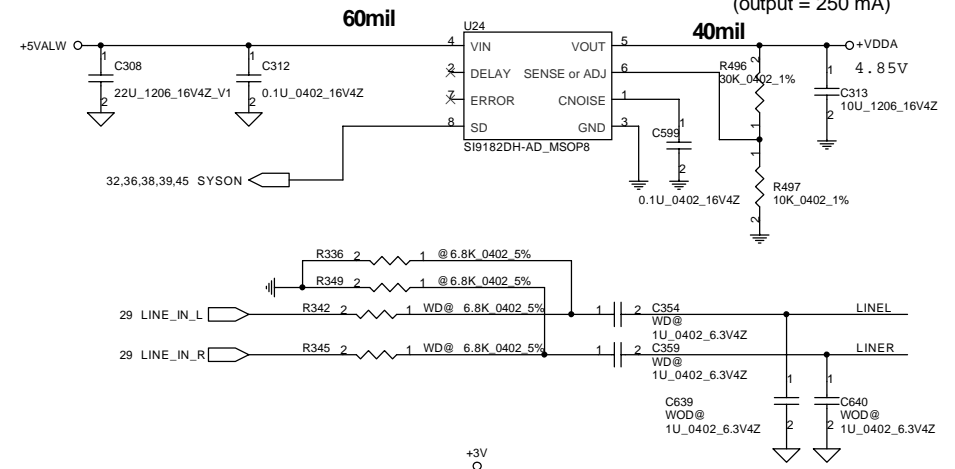 (output = 250 mA)
60mil
U24
40mil
+5VALW
4
VIN
VOUT
5
+VDDA
4.85V
1
C308
2
22U_1206_16V4Z_V1
1
C312
2
0.1U_0402_16V4Z
2
DELAY
SENSE or ADJ
6
7
ERROR
CNOISE
1
8
SD
GND
3
SI9182DH-AD_MSOP8
2
R496
30K_0402_1%
1
1
C313
10U_1206_16V4Z
2
1
C599
2
0.1U_0402_16V4Z
1
R497
10K_0402_1%
2
32,36,38,39,45 SYSON
R336 2 1 @ 6.8K_0402_5%
R349 2 1 @ 6.8K_0402_5%
29 LINE_IN_L
R342 2 1 WD@ 6.8K_0402_5%
1 2 C354
WD@
1U_0402_6.3V4Z
LINEL
29 LINE_IN_R
R345 2 1 WD@ 6.8K_0402_5%
1 2 C359
WD@
1U_0402_6.3V4Z
LINER
C639
WOD@
1U_0402_6.3V4Z
1
2
1
2
C640
WOD@
1U_0402_6.3V4Z
+3V